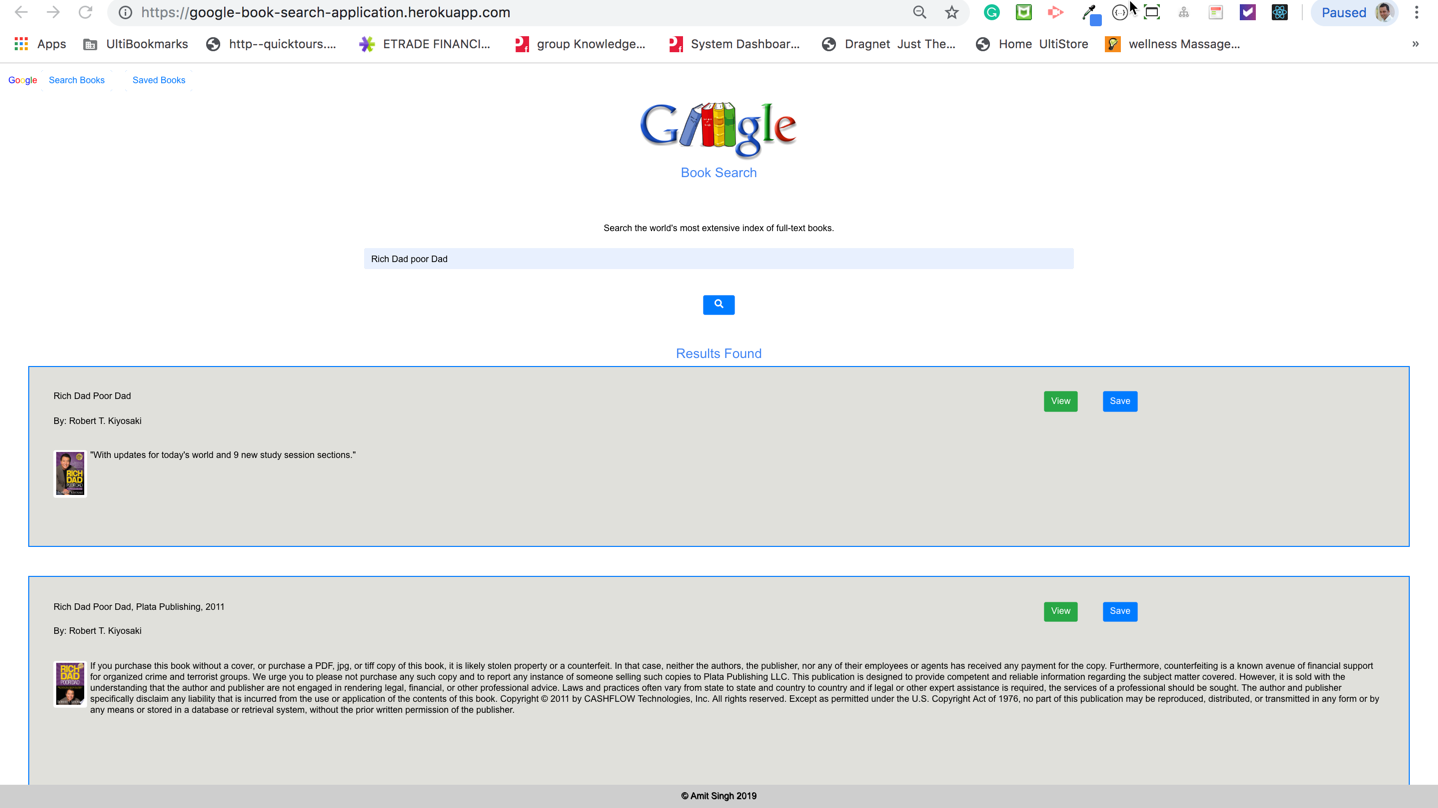 https://google-book-search-application.herokuapp.com
Paused
Apps
UltiBookmarks
http--quicktours....
ETRADE FINANCI...
group Knowledge...
System Dashboar...
Dragnet Just The...
Home UltiStore
wellness Massage...
»
Google Search Books Saved Books
Google
Book Search
Search the world's most extensive index of full-text books.
Rich Dad poor Dad
Results Found
Rich Dad Poor Dad
View Save
By: Robert T. Kiyosaki
RICH
DAD
"With updates for today's world and 9 new study session sections."
Rich Dad Poor Dad, Plata Publishing, 2011
View Save
By: Robert T. Kiyosaki
RICH
DAD
If you purchase this book without a cover, or purchase a PDF, jpg, or tiff copy of this book, it is likely stolen property or a counterfeit. In that case, neither the authors, the publisher, nor any of their employees or agents has received any payment for the copy. Furthermore, counterfeiting is a known avenue of financial support
for organized crime and terrorist groups. We urge you to please not purchase any such copy and to report any instance of someone selling such copies to Plata Publishing LLC. This publication is designed to provide competent and reliable information regarding the subject matter covered. However, it is sold with the
understanding that the author and publisher are not engaged in rendering legal, financial, or other professional advice. Laws and practices often vary from state to state and country to country and if legal or other expert assistance is required, the services of a professional should be sought. The author and publisher
specifically disclaim any liability that is incurred from the use or application of the contents of this book. Copyright © 2011 by CASHFLOW Technologies, Inc. All rights reserved. Except as permitted under the U.S. Copyright Act of 1976, no part of this publication may be reproduced, distributed, or transmitted in any form or by
any means or stored in a database or retrieval system, without the prior written permission of the publisher.
© Amit Singh 2019